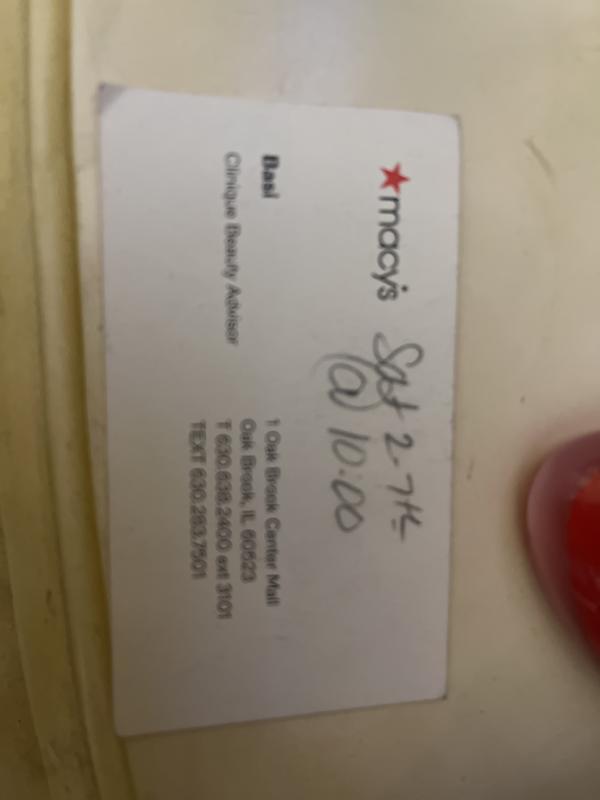 macy's
Sat 2-7th
@ 10:00
Basi
Clinique Beauty Advisor
1 Oak Brook Center Mall
Oak Brook, IL 60523
T 630.638.2400 ext 3101
TEXT 630.283.7501